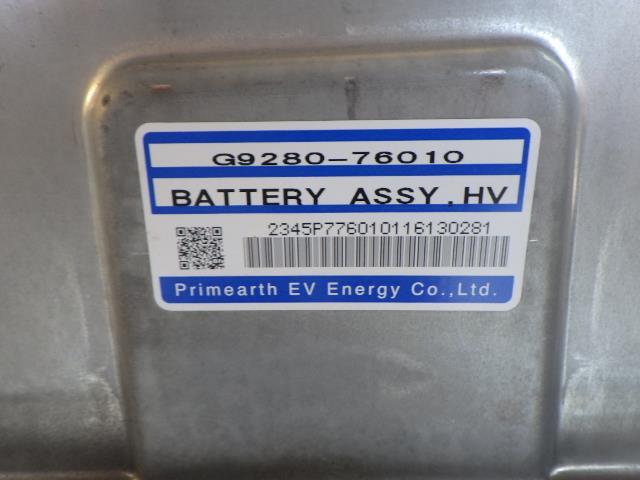 G9280-76010
BATTERY ASSY,HV
2345P776010116130281
Primearth EV Energy Co.,Ltd.